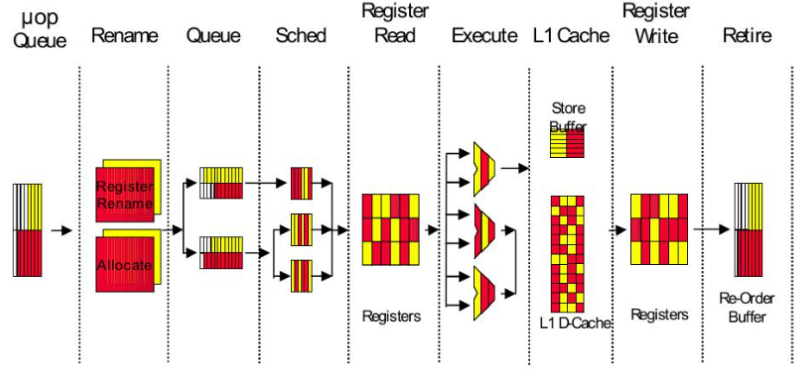 µop
Queue
Rename
Queue
Sched
Register
Read
Execute
L1 Cache
Register
Write
Retire
Store
Buffer
Register
Rename
Allocate
Registers
L1 D-Cache
Registers
Re-Order
Buffer